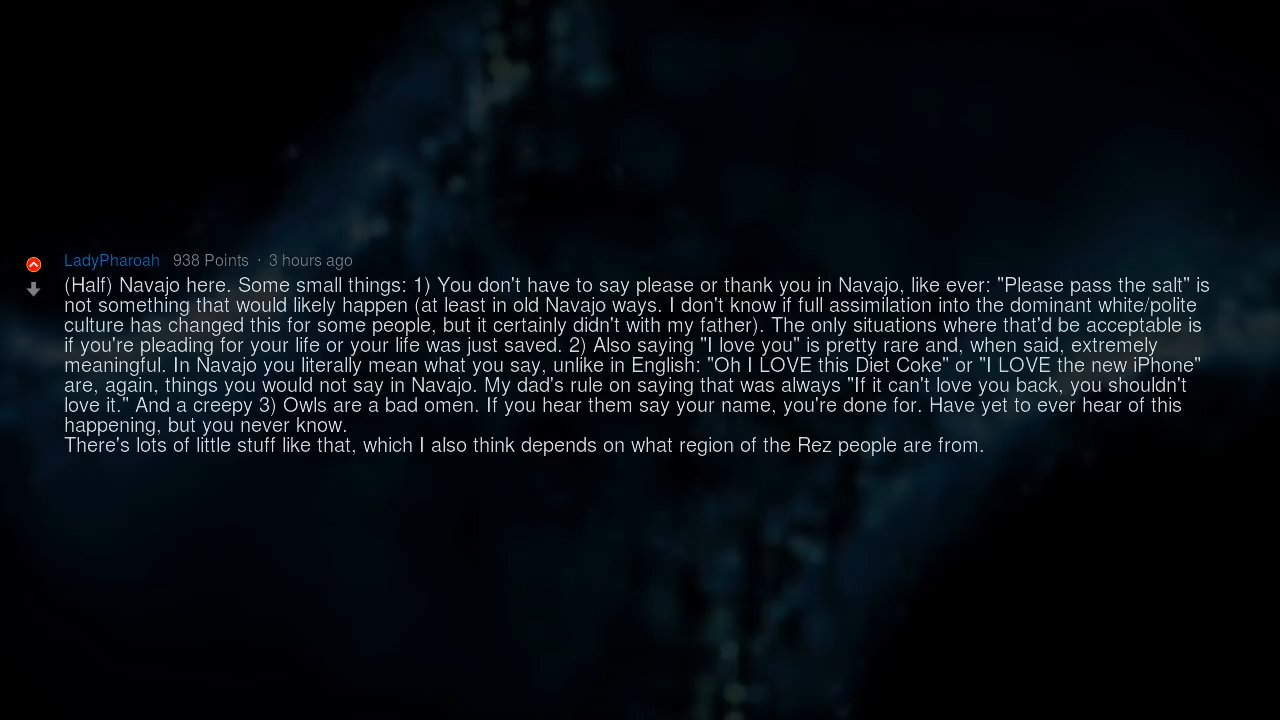 LadyPharoah 938 Points · 3 hours ago
(Half) Navajo here. Some small things: 1) You don't have to say please or thank you in Navajo, like ever: "Please pass the salt" is
not something that would likely happen (at least in old Navajo ways. I don't know if full assimilation into the dominant white/polite
culture has changed this for some people, but it certainly didn't with my father). The only situations where that'd be acceptable is
if you're pleading for your life or your life was just saved. 2) Also saying "I love you" is pretty rare and, when said, extremely
meaningful. In Navajo you literally mean what you say, unlike in English: "Oh I LOVE this Diet Coke" or "I LOVE the new iPhone"
are, again, things you would not say in Navajo. My dad's rule on saying that was always "If it can't love you back, you shouldn't
love it." And a creepy 3) Owls are a bad omen. If you hear them say your name, you're done for. Have yet to ever hear of this
happening, but you never know.
There's lots of little stuff like that, which I also think depends on what region of the Rez people are from.